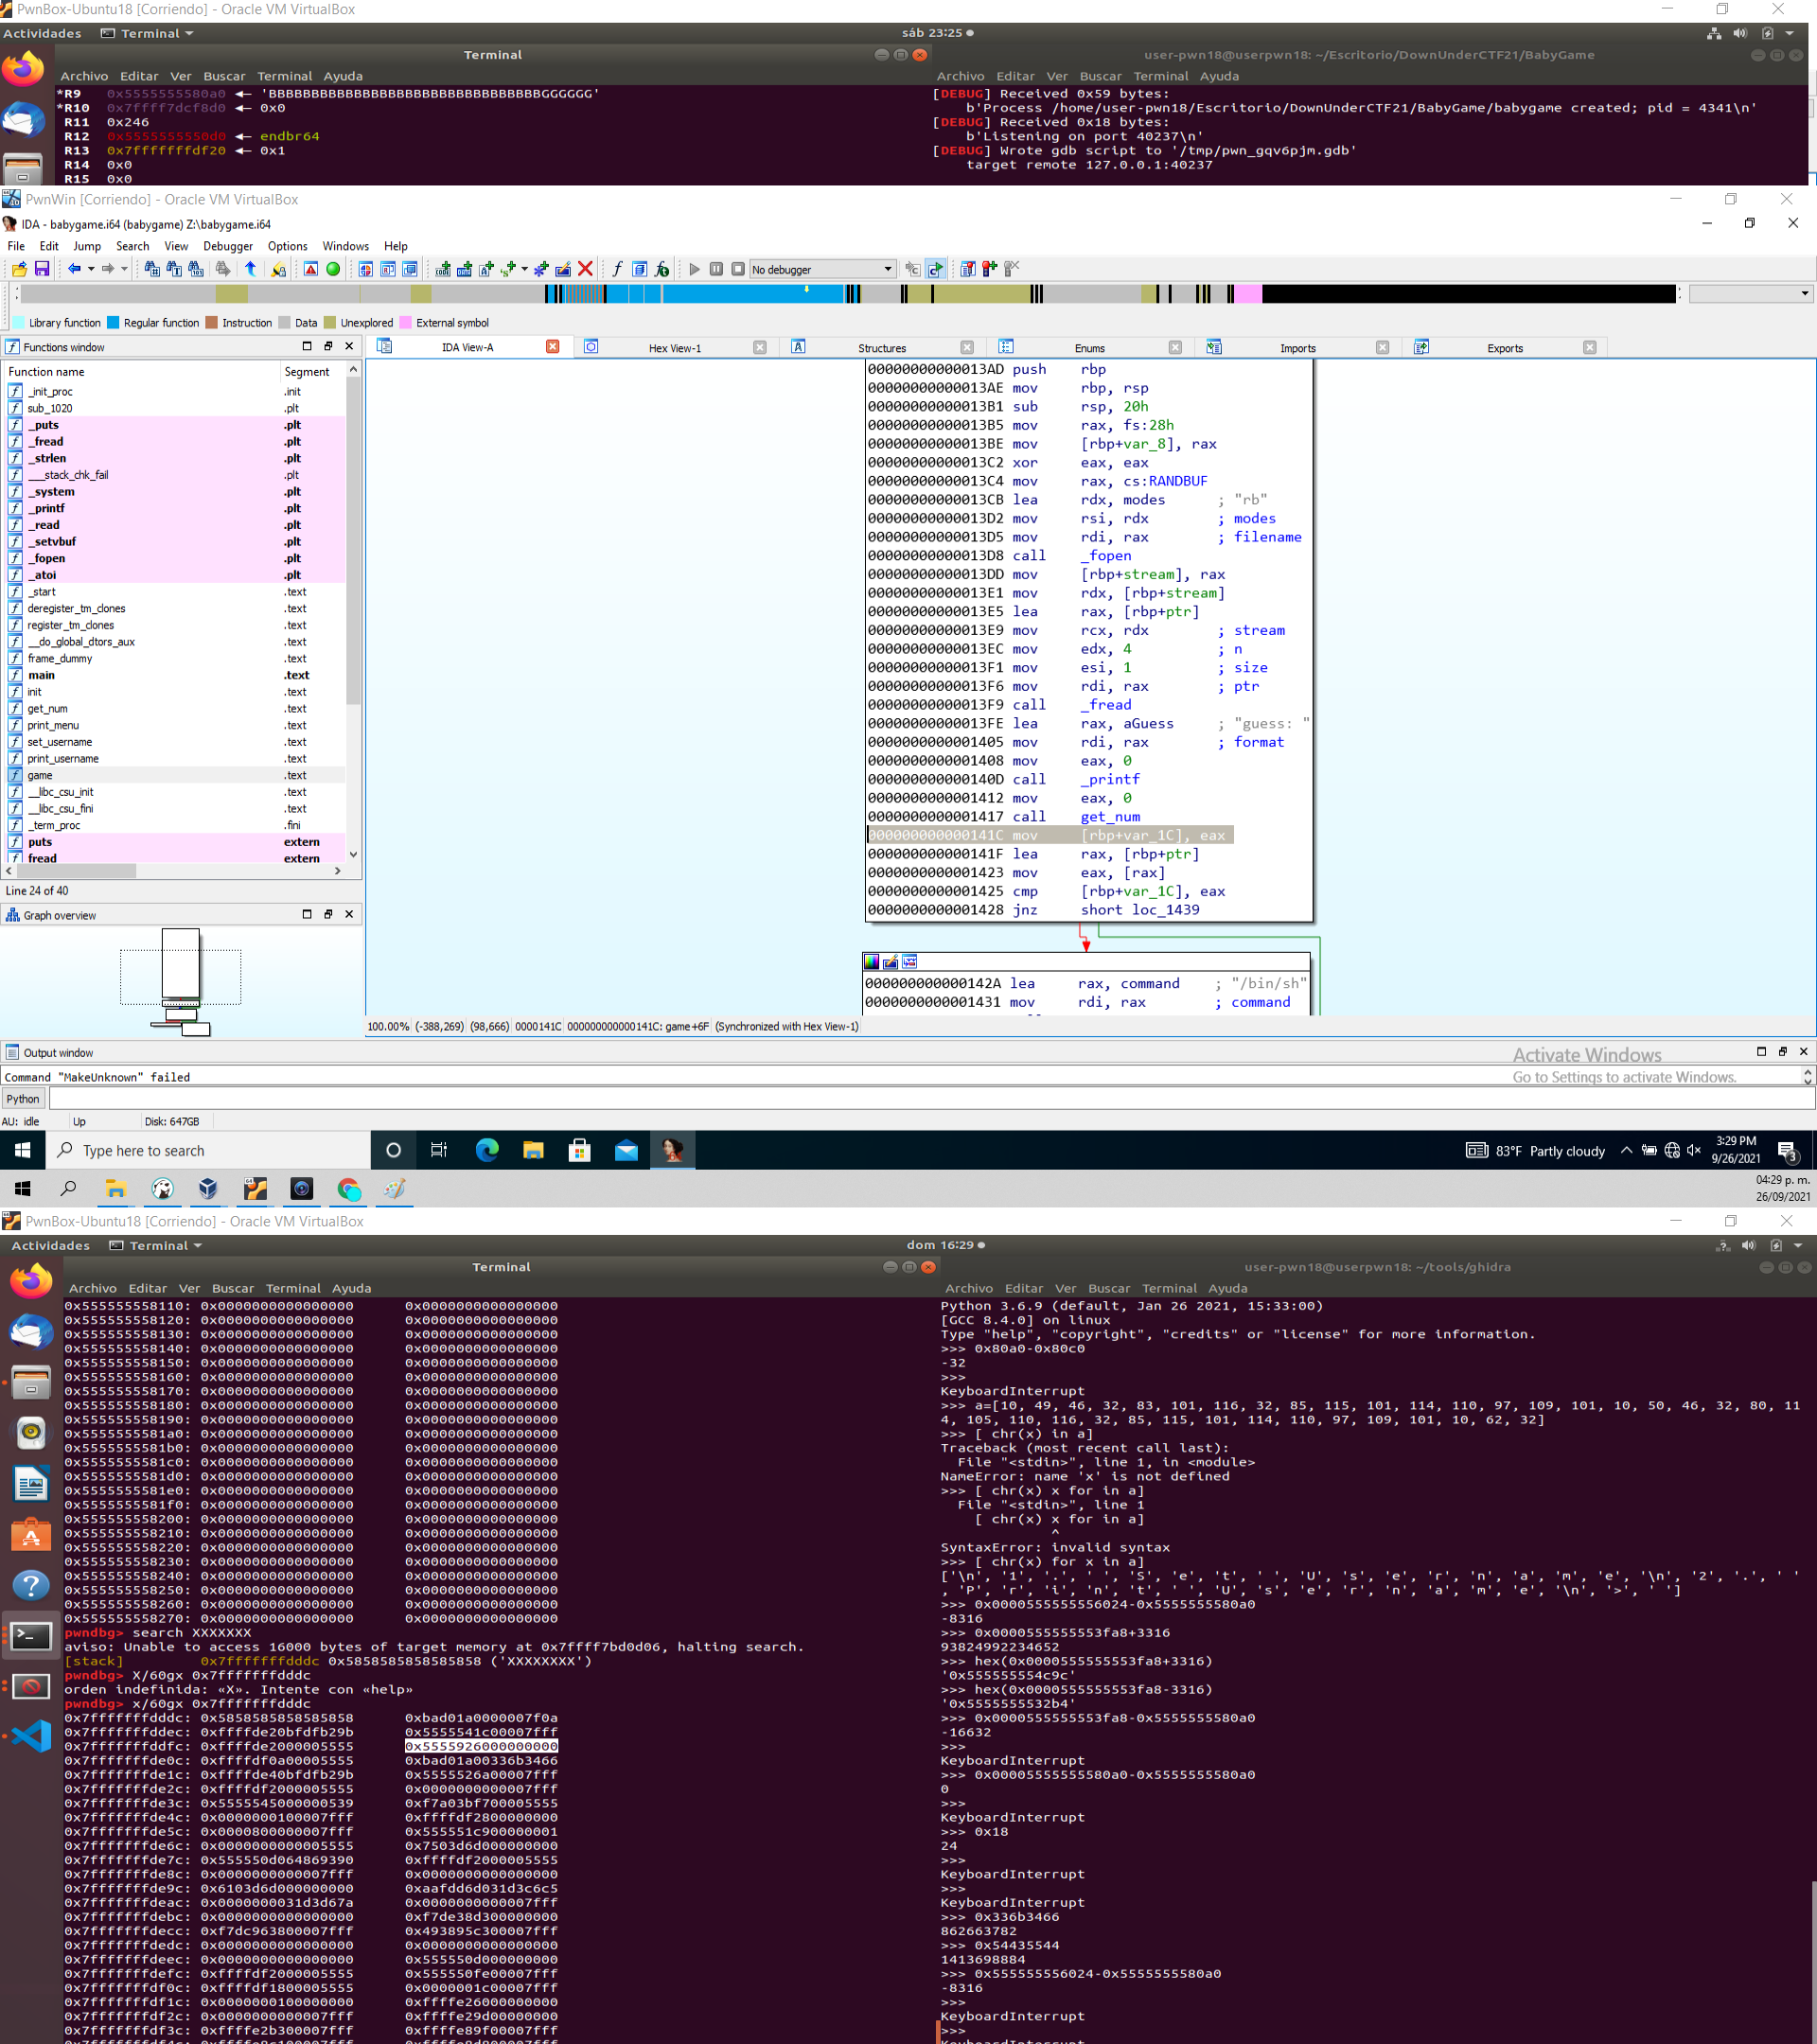 PwnBox-Ubuntu18 [Corriendo] - Oracle VM VirtualBox
Actividades Terminal sáb 23:25
Terminal
user-pwn18@userpwn18: ~/Escritorio/DownUnderCTF21/BabyGame
Archivo Editar Ver Buscar Terminal Ayuda
Archivo Editar Ver Buscar Terminal Ayuda
*R9 0x5555555580a0 ◂— 'BBBBBBBBBBBBBBBBBBBBBBBBBBBBBBBBGGGGGG'
*R10 0x7ffff7dcf8d0 ◂— 0x0
R11 0x246
R12 0x5555555550d0 ◂— endbr64
R13 0x7fffffffdf20 ◂— 0x1
R14 0x0
R15 0x0
[DEBUG] Received 0x59 bytes:
b'Process /home/user-pwn18/Escritorio/DownUnderCTF21/BabyGame/babygame created; pid = 4341\n'
[DEBUG] Received 0x18 bytes:
b'Listening on port 40237\n'
[DEBUG] Wrote gdb script to '/tmp/pwn_gqv6pjm.gdb'
target remote 127.0.0.1:40237
PwnWin [Corriendo] - Oracle VM VirtualBox
IDA - babygame.i64 (babygame) Z:\babygame.i64
File Edit Jump Search View Debugger Options Windows Help
No debugger
Library function Regular function Instruction Data Unexplored External symbol
Functions window
IDA View-A Hex View-1 Structures Enums Imports Exports
Function name Segment
_init_proc .init
sub_1020 .plt
_puts .plt
_fread .plt
_strlen .plt
___stack_chk_fail .plt
_system .plt
_printf .plt
_read .plt
_setvbuf .plt
_fopen .plt
_atoi .plt
_start .text
deregister_tm_clones .text
register_tm_clones .text
__do_global_dtors_aux .text
frame_dummy .text
main .text
init .text
get_num .text
print_menu .text
set_username .text
print_username .text
game .text
__libc_csu_init .text
__libc_csu_fini .text
_term_proc .fini
puts extern
fread extern
Line 24 of 40
Graph overview
00000000000013AD push rbp
00000000000013AE mov rbp, rsp
00000000000013B1 sub rsp, 20h
00000000000013B5 mov rax, fs:28h
00000000000013BE mov [rbp+var_8], rax
00000000000013C2 xor eax, eax
00000000000013C4 mov rax, cs:RANDBUF
00000000000013CB lea rdx, modes ; "rb"
00000000000013D2 mov rsi, rdx ; modes
00000000000013D5 mov rdi, rax ; filename
00000000000013D8 call _fopen
00000000000013DD mov [rbp+stream], rax
00000000000013E1 mov rdx, [rbp+stream]
00000000000013E5 lea rax, [rbp+ptr]
00000000000013E9 mov rcx, rdx ; stream
00000000000013EC mov edx, 4 ; n
00000000000013F1 mov esi, 1 ; size
00000000000013F6 mov rdi, rax ; ptr
00000000000013F9 call _fread
00000000000013FE lea rax, aGuess ; "guess: "
0000000000001405 mov rdi, rax ; format
0000000000001408 mov eax, 0
000000000000140D call _printf
0000000000001412 mov eax, 0
0000000000001417 call get_num
000000000000141C mov [rbp+var_1C], eax
000000000000141F lea rax, [rbp+ptr]
0000000000001423 mov eax, [rax]
0000000000001425 cmp [rbp+var_1C], eax
0000000000001428 jnz short loc_1439
000000000000142A lea rax, command ; "/bin/sh"
0000000000001431 mov rdi, rax ; command
100.00% (-388,269) (98,666) 0000141C 000000000000141C: game+6F (Synchronized with Hex View-1)
Output window
Command "MakeUnknown" failed
Activate Windows
Go to Settings to activate Windows.
Python
AU: idle Up Disk: 647GB
Type here to search
83°F Partly cloudy
3:29 PM
9/26/2021
3
04:29 p. m.
26/09/2021
PwnBox-Ubuntu18 [Corriendo] - Oracle VM VirtualBox
Actividades Terminal dom 16:29
Terminal
user-pwn18@userpwn18: ~/tools/ghidra
Archivo Editar Ver Buscar Terminal Ayuda
Archivo Editar Ver Buscar Terminal Ayuda
0x555555558110: 0x0000000000000000 0x0000000000000000
0x555555558120: 0x0000000000000000 0x0000000000000000
0x555555558130: 0x0000000000000000 0x0000000000000000
0x555555558140: 0x0000000000000000 0x0000000000000000
0x555555558150: 0x0000000000000000 0x0000000000000000
0x555555558160: 0x0000000000000000 0x0000000000000000
0x555555558170: 0x0000000000000000 0x0000000000000000
0x555555558180: 0x0000000000000000 0x0000000000000000
0x555555558190: 0x0000000000000000 0x0000000000000000
0x5555555581a0: 0x0000000000000000 0x0000000000000000
0x5555555581b0: 0x0000000000000000 0x0000000000000000
0x5555555581c0: 0x0000000000000000 0x0000000000000000
0x5555555581d0: 0x0000000000000000 0x0000000000000000
0x5555555581e0: 0x0000000000000000 0x0000000000000000
0x5555555581f0: 0x0000000000000000 0x0000000000000000
0x555555558200: 0x0000000000000000 0x0000000000000000
0x555555558210: 0x0000000000000000 0x0000000000000000
0x555555558220: 0x0000000000000000 0x0000000000000000
0x555555558230: 0x0000000000000000 0x0000000000000000
0x555555558240: 0x0000000000000000 0x0000000000000000
0x555555558250: 0x0000000000000000 0x0000000000000000
0x555555558260: 0x0000000000000000 0x0000000000000000
0x555555558270: 0x0000000000000000 0x0000000000000000
pwndbg> search XXXXXXX
aviso: Unable to access 16000 bytes of target memory at 0x7ffff7bd0d06, halting search.
[stack] 0x7fffffffdddc 0x5858585858585858 ('XXXXXXXX')
pwndbg> X/60gx 0x7fffffffdddc
orden indefinida: «X». Intente con «help»
pwndbg> x/60gx 0x7fffffffdddc
0x7fffffffdddc: 0x5858585858585858 0xbad01a0000007f0a
0x7fffffffddec: 0xffffde20bfdfb29b 0x5555541c00007fff
0x7fffffffddfc: 0xffffde2000005555 0x5555926000000000
0x7fffffffde0c: 0xffffdf0a00005555 0xbad01a00336b3466
0x7fffffffde1c: 0xffffde40bfdfb29b 0x5555526a00007fff
0x7fffffffde2c: 0xffffdf2000005555 0x0000000000007fff
0x7fffffffde3c: 0x5555545000000539 0xf7a03bf700005555
0x7fffffffde4c: 0x0000000100007fff 0xffffdf2800000000
0x7fffffffde5c: 0x0000800000007fff 0x555551c900000001
0x7fffffffde6c: 0x0000000000005555 0x7503d6d000000000
0x7fffffffde7c: 0x555550d064869390 0xffffdf2000005555
0x7fffffffde8c: 0x0000000000007fff 0x0000000000000000
0x7fffffffde9c: 0x6103d6d000000000 0xaafdd6d031d3c6c5
0x7fffffffdeac: 0x0000000031d3d67a 0x0000000000007fff
0x7fffffffdebc: 0x0000000000000000 0xf7de38d300000000
0x7fffffffdecc: 0xf7dc963800007fff 0x493895c300007fff
0x7fffffffdedc: 0x0000000000000000 0x0000000000000000
0x7fffffffdeec: 0x0000000000000000 0x555550d000000000
0x7fffffffdefc: 0xffffdf2000005555 0x555550fe00007fff
0x7fffffffdf0c: 0xffffdf1800005555 0x0000001c00007fff
0x7fffffffdf1c: 0x0000000100000000 0xffffe26000000000
0x7fffffffdf2c: 0x0000000000007fff 0xffffe29d00000000
0x7fffffffdf3c: 0xffffe2b300007fff 0xffffe89f00007fff
Python 3.6.9 (default, Jan 26 2021, 15:33:00)
[GCC 8.4.0] on linux
Type "help", "copyright", "credits" or "license" for more information.
>>> 0x80a0-0x80c0
-32
>>>
KeyboardInterrupt
>>> a=[10, 49, 46, 32, 83, 101, 116, 32, 85, 115, 101, 114, 110, 97, 109, 101, 10, 50, 46, 32, 80, 11
4, 105, 110, 116, 32, 85, 115, 101, 114, 110, 97, 109, 101, 10, 62, 32]
>>> [ chr(x) in a]
Traceback (most recent call last):
File "<stdin>", line 1, in <module>
NameError: name 'x' is not defined
>>> [ chr(x) x for in a]
File "<stdin>", line 1
[ chr(x) x for in a]
^
SyntaxError: invalid syntax
>>> [ chr(x) for x in a]
['\n', '1', '.', ' ', 'S', 'e', 't', ' ', 'U', 's', 'e', 'r', 'n', 'a', 'm', 'e', '\n', '2', '.', ' '
, 'P', 'r', 'i', 'n', 't', ' ', 'U', 's', 'e', 'r', 'n', 'a', 'm', 'e', '\n', '>', ' ']
>>> 0x0000555555556024-0x5555555580a0
-8316
>>> 0x0000555555553fa8+3316
93824992234652
>>> hex(0x0000555555553fa8+3316)
'0x555555554c9c'
>>> hex(0x0000555555553fa8-3316)
'0x5555555532b4'
>>> 0x0000555555553fa8-0x5555555580a0
-16632
>>>
KeyboardInterrupt
>>> 0x00005555555580a0-0x5555555580a0
0
>>>
KeyboardInterrupt
>>> 0x18
24
>>>
KeyboardInterrupt
>>>
KeyboardInterrupt
>>> 0x336b3466
862663782
>>> 0x54435544
1413698884
>>> 0x555555556024-0x5555555580a0
-8316
>>>
KeyboardInterrupt
>>>
KeyboardInterrupt